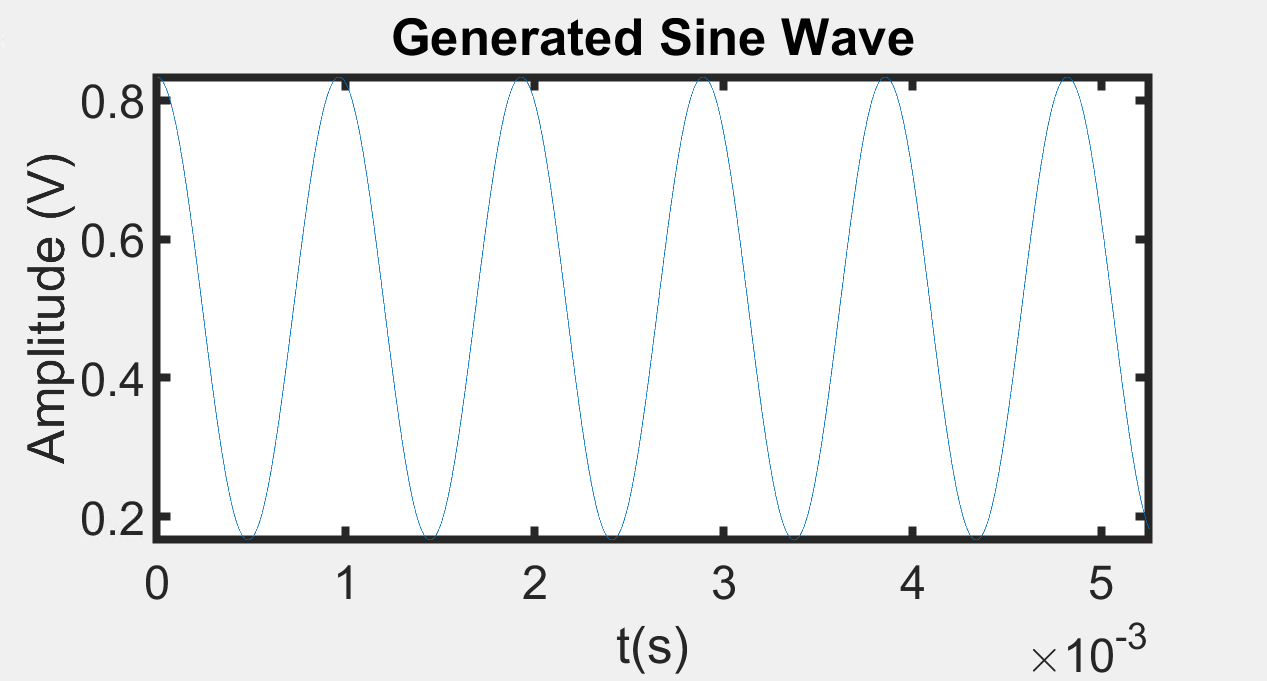 Generated Sine Wave
Amplitude (V)
0.8
0.6
0.4
0.2
0 1 2 3 4 5
t(s)
×10⁻³